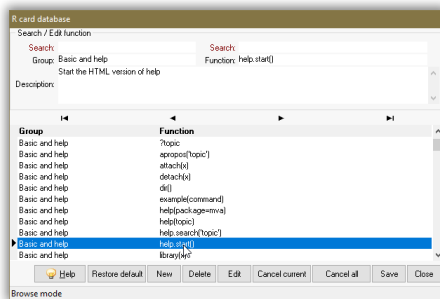 R card database
Search / Edit function
Search: Search:
Group: Basic and help Function: help.start()
Start the HTML version of help
Description:
Group Function
Basic and help ?topic
Basic and help apropos('topic')
Basic and help attach(x)
Basic and help detach(x)
Basic and help dir()
Basic and help example(command)
Basic and help help(package=mva)
Basic and help help(topic)
Basic and help help.search('topic')
Basic and help help.start()
Basic and help
Help Restore default New Delete Edit Cancel current Cancel all Save Close
Browse mode